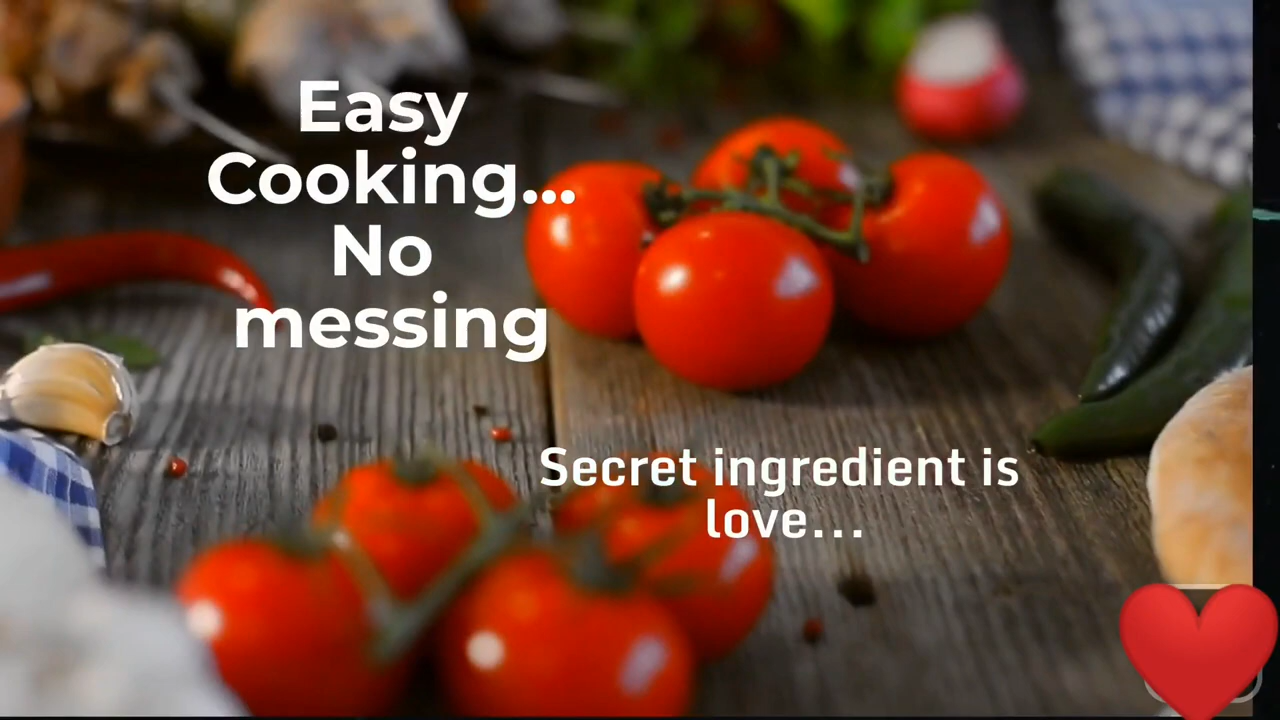 Easy
Cooking...
No
messing
Secret ingredient is
love...